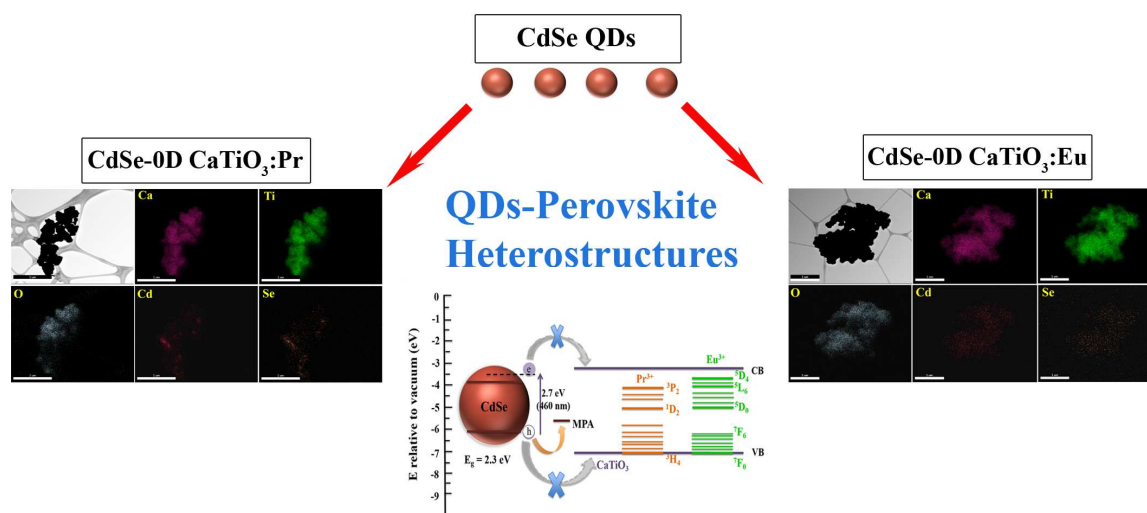 CdSe QDs
CdSe-0D CaTiO₃:Pr
Ca
Ti
O
Cd
Se
CdSe-0D CaTiO₃:Eu
Ca
Ti
O
Cd
Se
QDs-Perovskite
Heterostructures
E relative to vacuum (eV)
0
-1
-2
-3
-4
-5
-6
-7
-8
-9
e
CdSe
2.7 eV
(460 nm)
h
MPA
E_g = 2.3 eV
CaTiO₃
Pr³⁺
³P₂
¹D₂
³H₄
Eu³⁺
⁵D₄
⁵L₆
⁵D₀
⁷F₆
⁷F₀
CB
VB